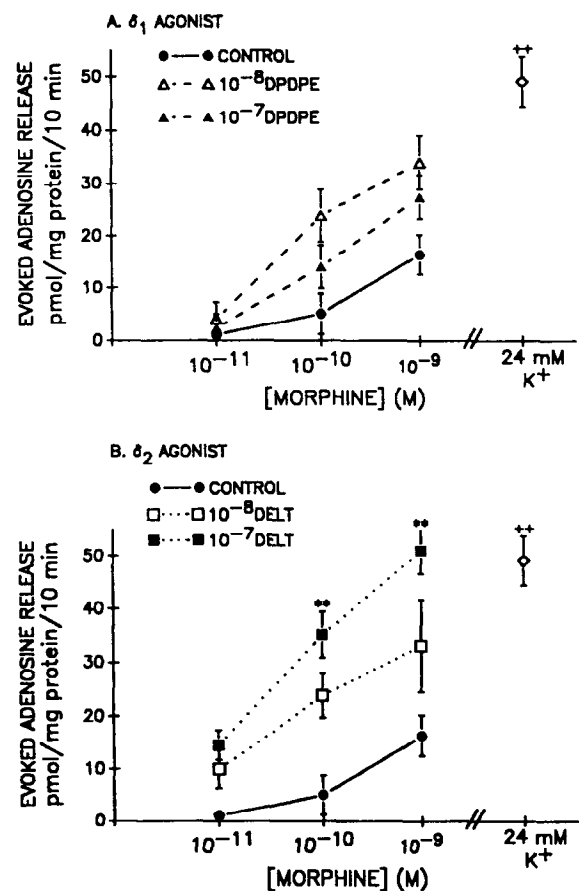 A. δ₁ AGONIST
CONTROL
10⁻⁸DPDPE
10⁻⁷DPDPE
EVOKED ADENOSINE RELEASE
pmol/mg protein/10 min
50
40
30
20
10
0
++
10⁻¹¹
10⁻¹⁰
10⁻⁹
24 mM
K⁺
[MORPHINE] (M)
B. δ₂ AGONIST
CONTROL
10⁻⁸DELT
10⁻⁷DELT
EVOKED ADENOSINE RELEASE
pmol/mg protein/10 min
50
40
30
20
10
0
**
**
++
10⁻¹¹
10⁻¹⁰
10⁻⁹
24 mM
K⁺
[MORPHINE] (M)